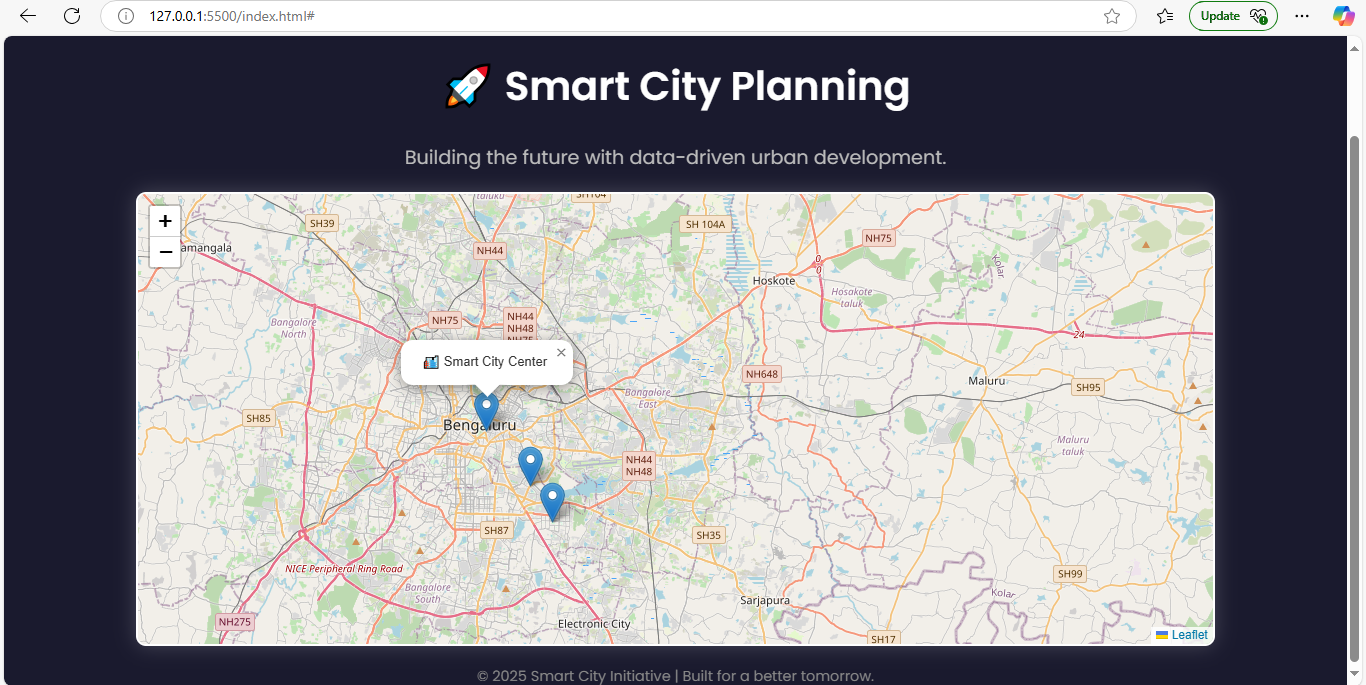 127.0.0.1:5500/index.html#
Update
Smart City Planning
Building the future with data-driven urban development.
+
−
taluku
SH104
SH39
SH 104A
NH75
amangala
NH44
Kolar
Hoskote
Hosakote
taluk
Bangalore
North
NH75
NH44
NH48
NH75
24
Smart City Center ×
NH648
Maluru
SH95
Bangalore
East
SH85
Bengaluru
Maluru
taluk
NH44
NH48
SH87
SH35
NICE Peripheral Ring Road
SH99
Bangalore
South
Kolar
Sarjapura
NH275
Electronic City
SH17
Leaflet
© 2025 Smart City Initiative | Built for a better tomorrow.